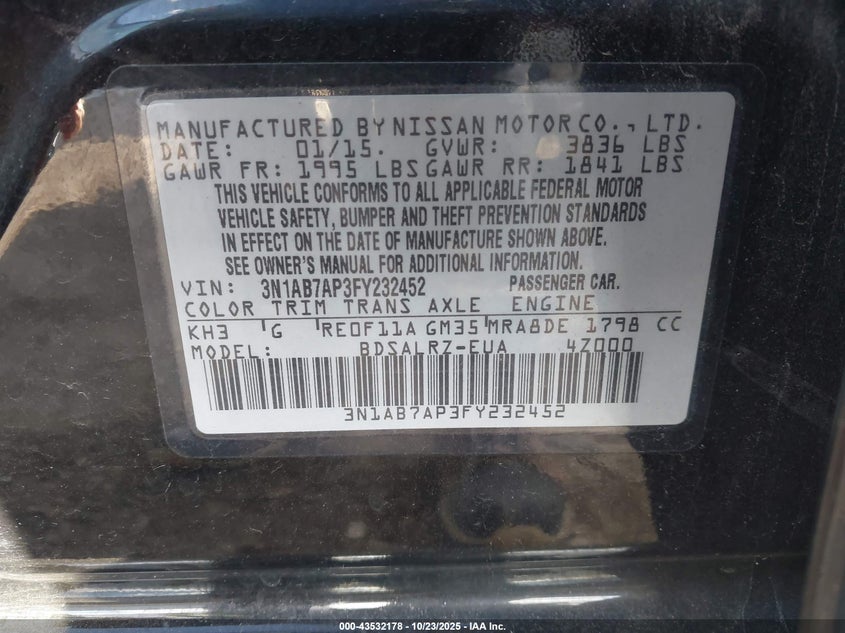 MANUFACTURED BY NISSAN MOTOR CO., LTD.
DATE: 01/15. GVWR: 3836 LBS
GAWR FR: 1995 LBS GAWR RR: 1841 LBS
THIS VEHICLE CONFORMS TO ALL APPLICABLE FEDERAL MOTOR
VEHICLE SAFETY, BUMPER AND THEFT PREVENTION STANDARDS
IN EFFECT ON THE DATE OF MANUFACTURE SHOWN ABOVE.
SEE OWNER'S MANUAL FOR ADDITIONAL INFORMATION.
VIN: 3N1AB7AP3FY232452 PASSENGER CAR.
COLOR TRIM TRANS AXLE ENGINE
KH3 G RE0F11A GM35 MRA8DE 1798 CC
MODEL: BDSALRZ-EUA 4Z000
3N1AB7AP3FY232452
000-43532178 - 10/23/2025 - IAA Inc.